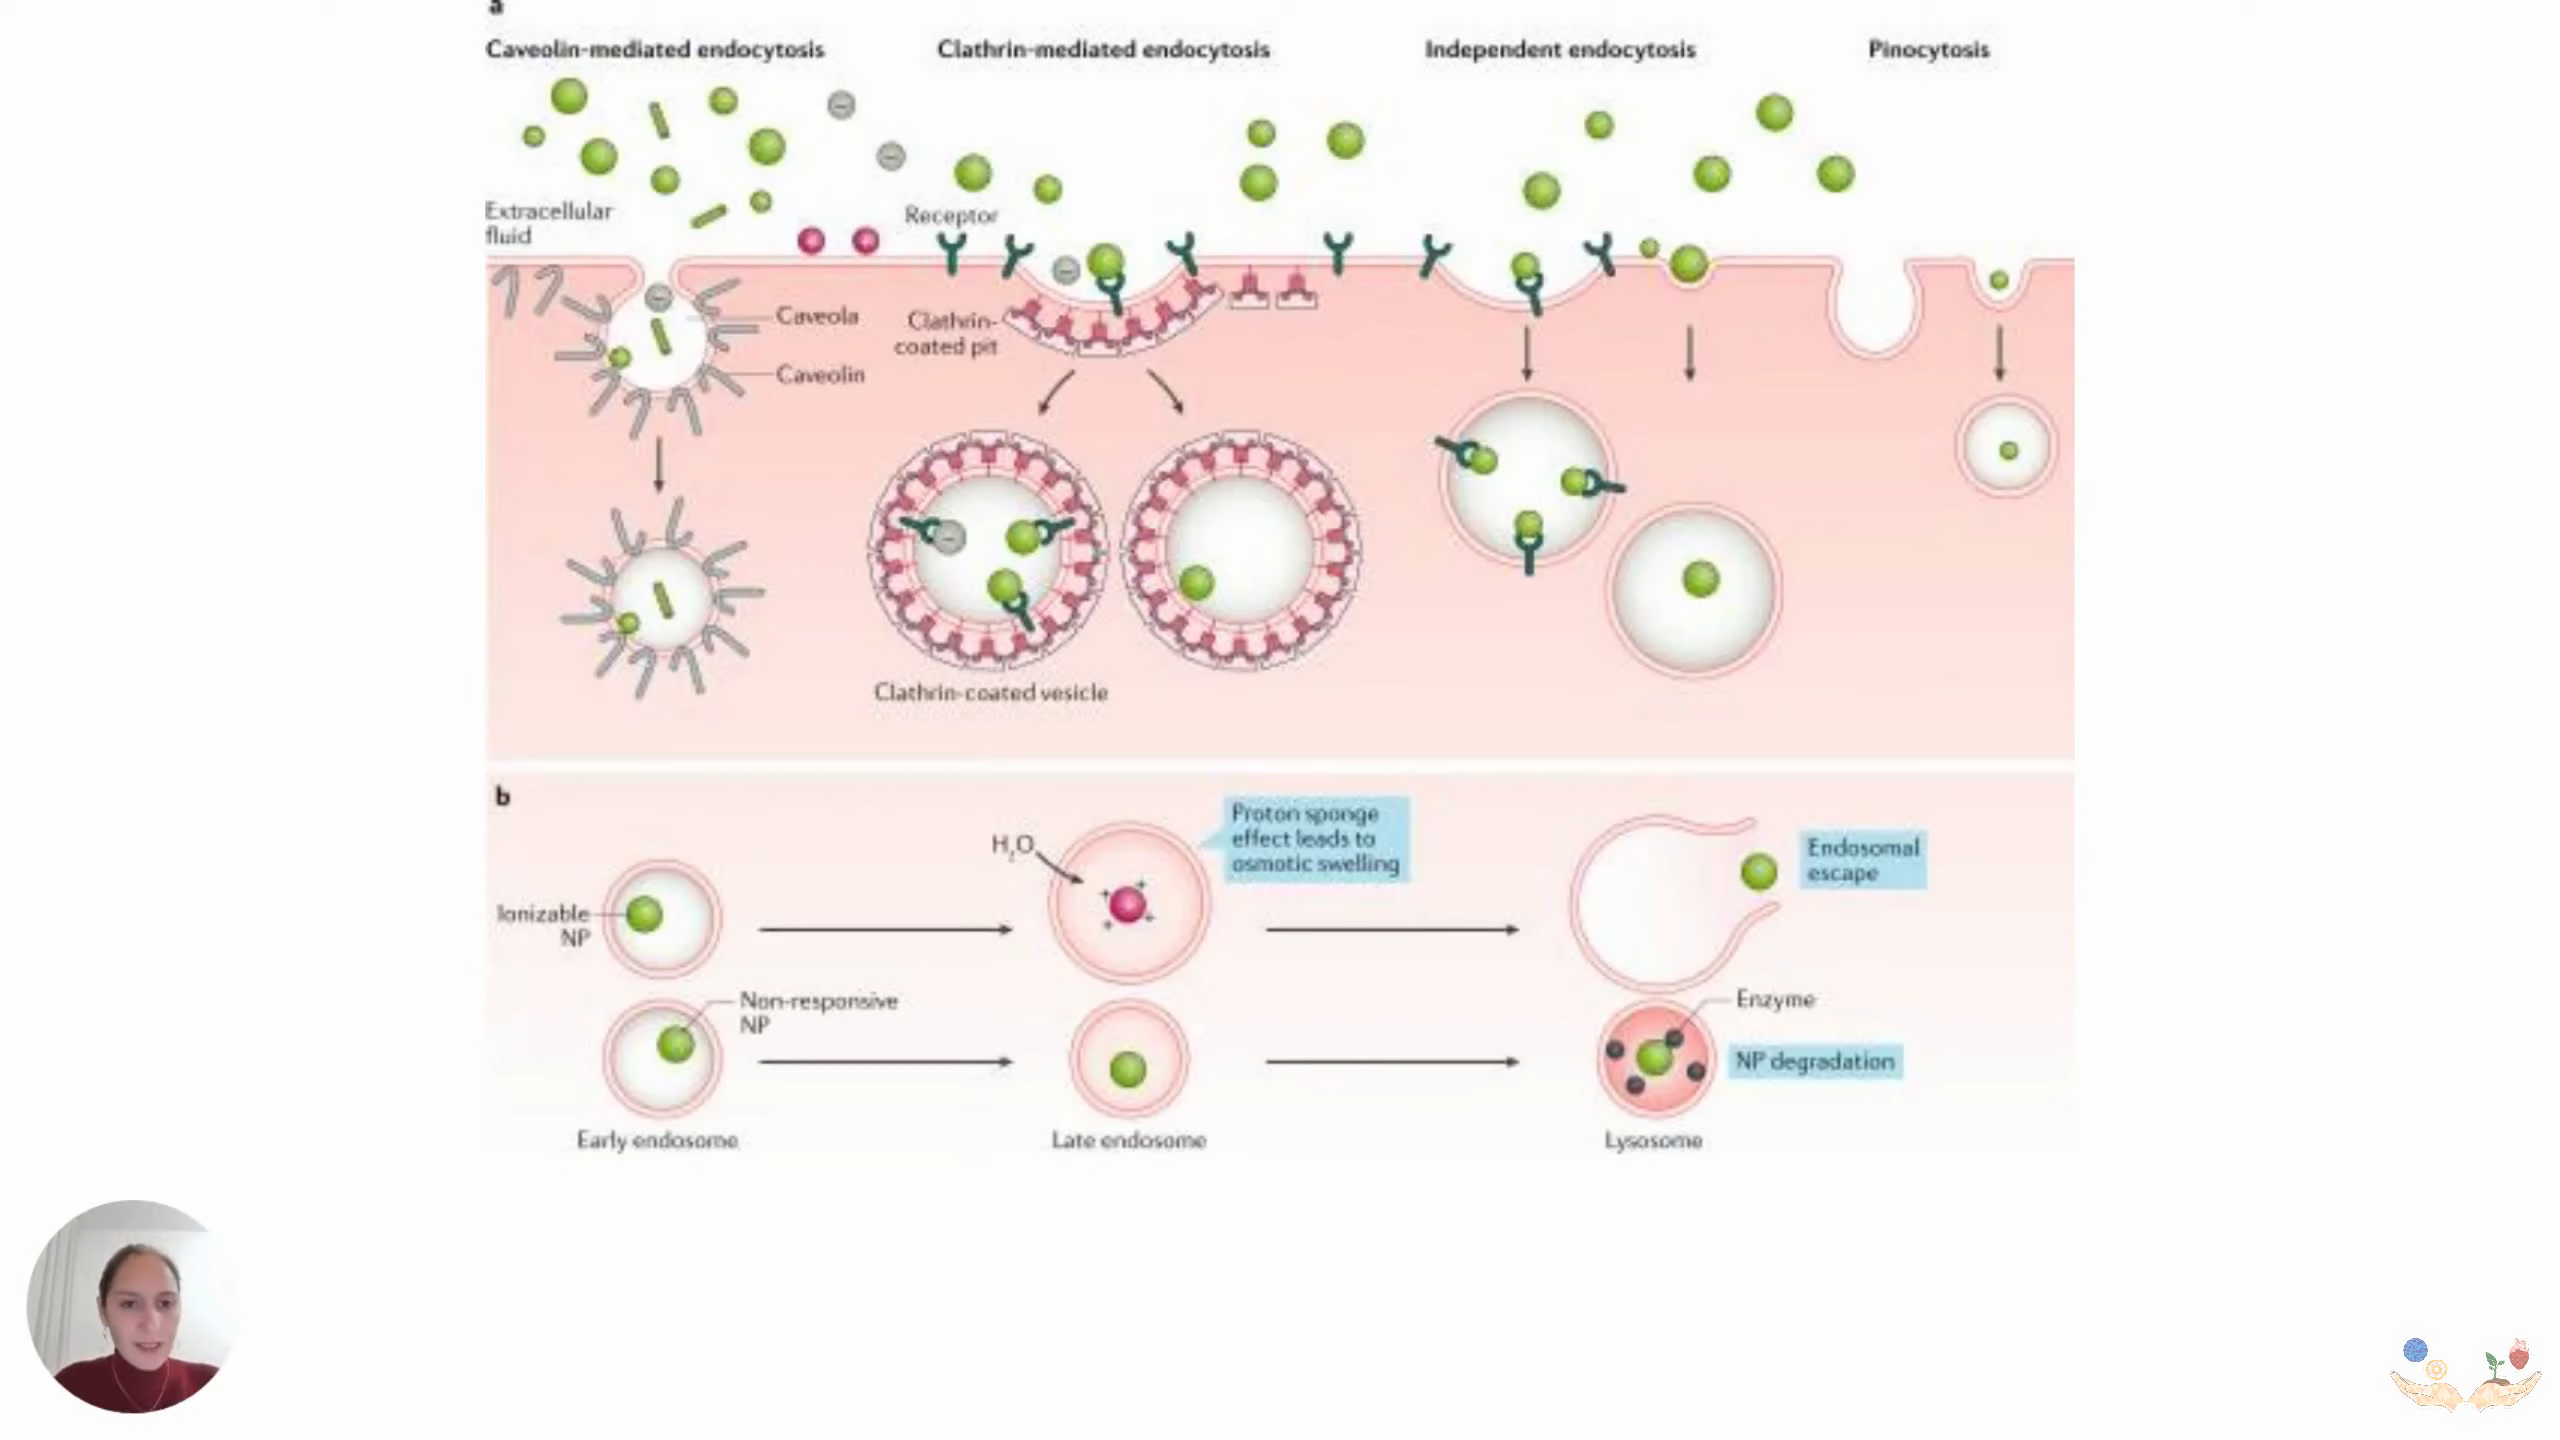 a
Caveolin-mediated endocytosis
Clathrin-mediated endocytosis
Independent endocytosis
Pinocytosis
Extracellular
fluid
Receptor
Caveola
Caveolin
Clathrin-
coated pit
Clathrin-coated vesicle
b
Ionizable
NP
H₂O
Proton sponge
effect leads to
osmotic swelling
Endosomal
escape
Non-responsive
NP
Enzyme
NP degradation
Early endosome
Late endosome
Lysosome